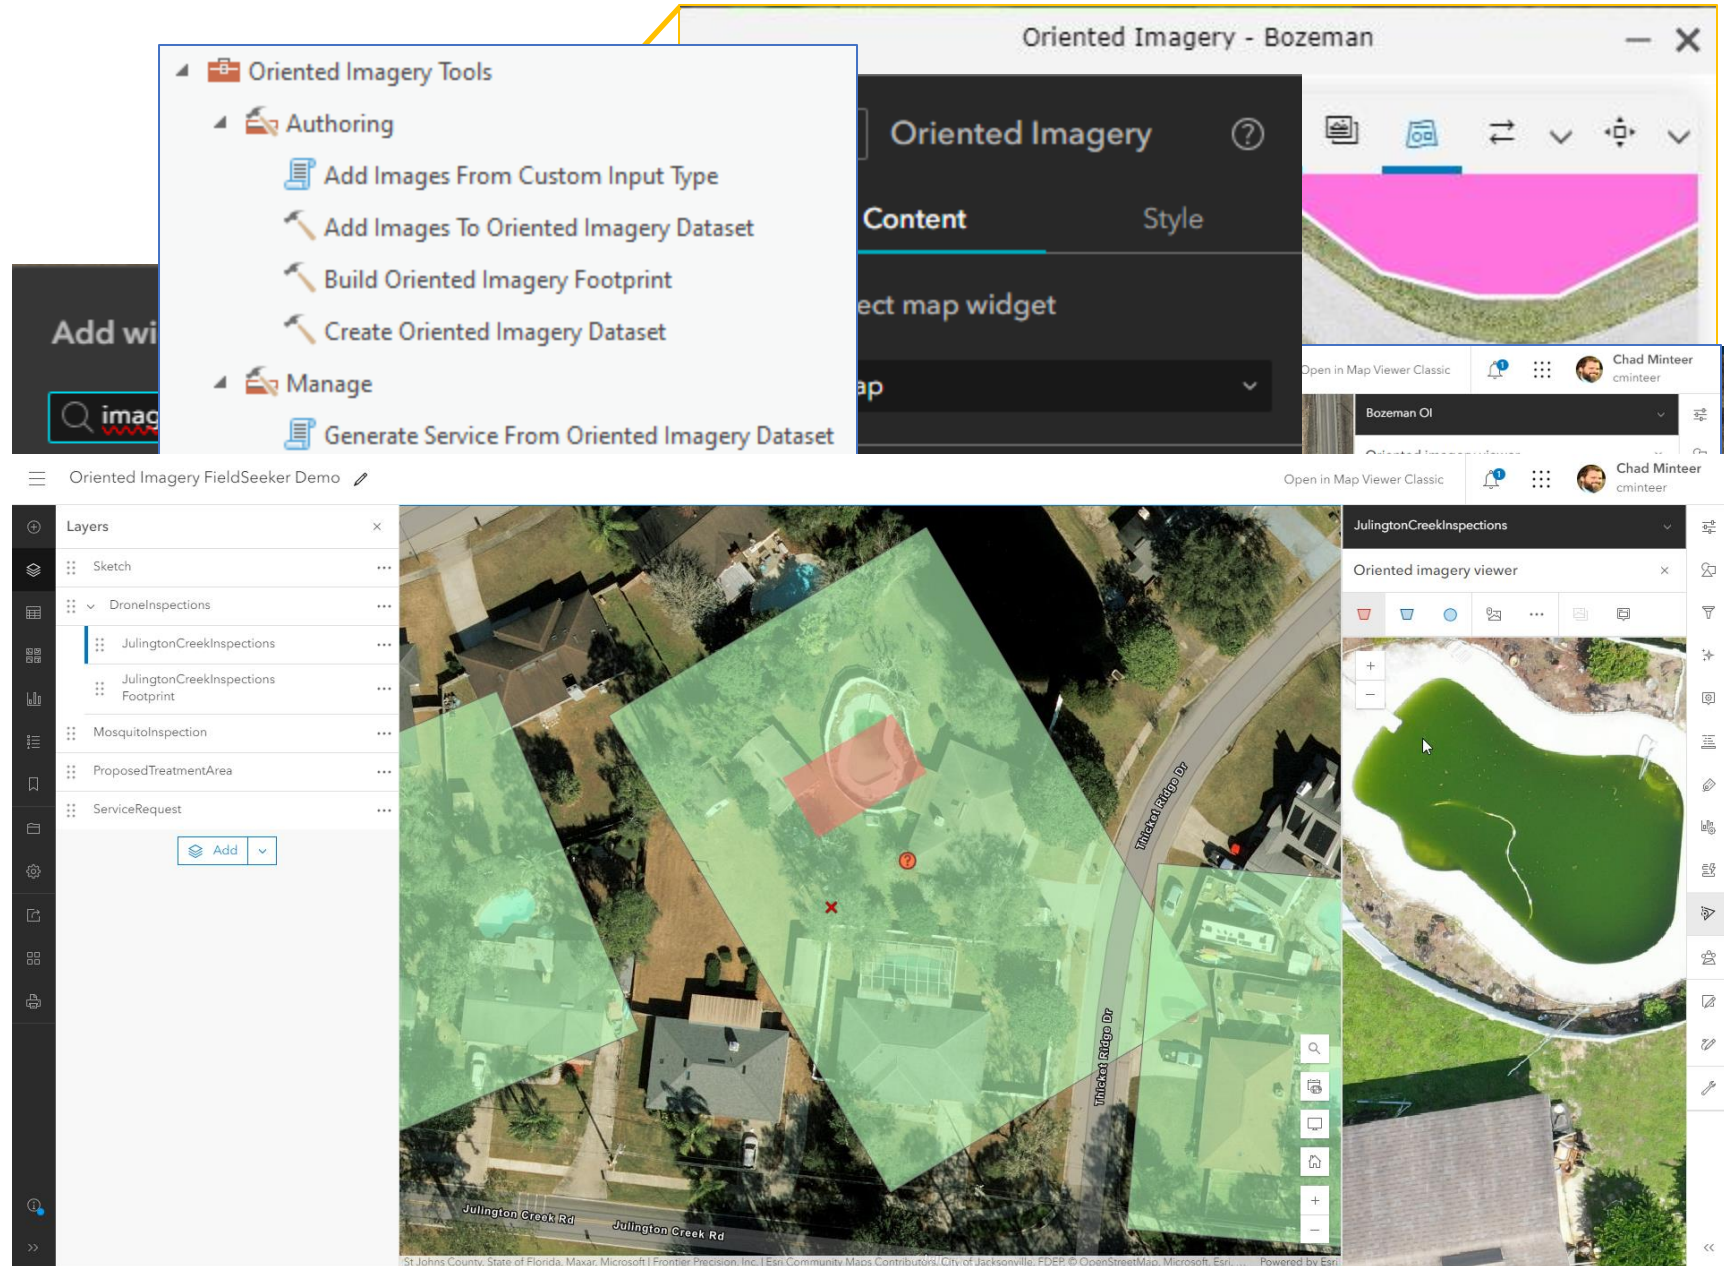 Oriented Imagery - Bozeman
Oriented Imagery Tools
Authoring
Add Images From Custom Input Type
Add Images To Oriented Imagery Dataset
Build Oriented Imagery Footprint
Create Oriented Imagery Dataset
Manage
Generate Service From Oriented Imagery Dataset
Oriented Imagery
Content
Style
ect map widget
ap
Add wi
imag
Open in Map Viewer Classic
1
Chad Minteer
cminteer
Bozeman OI
Oriented imagery viewer
Oriented Imagery FieldSeeker Demo
Open in Map Viewer Classic
1
Chad Minteer
cminteer
Layers
Sketch
DroneInspections
JulingtonCreekInspections
JulingtonCreekInspections
Footprint
MosquitoInspection
ProposedTreatmentArea
ServiceRequest
Add
Thicket Ridge Dr
Thicket Ridge Dr
Julington Creek Rd
Julington Creek Rd
St Johns County, State of Florida, Maxar, Microsoft | Frontier Precision, Inc. | Esri Community Maps Contributors, City of Jacksonville, FDEP, © OpenStreetMap, Microsoft, Esri, ...
Powered by Esri
JulingtonCreekInspections
Oriented imagery viewer